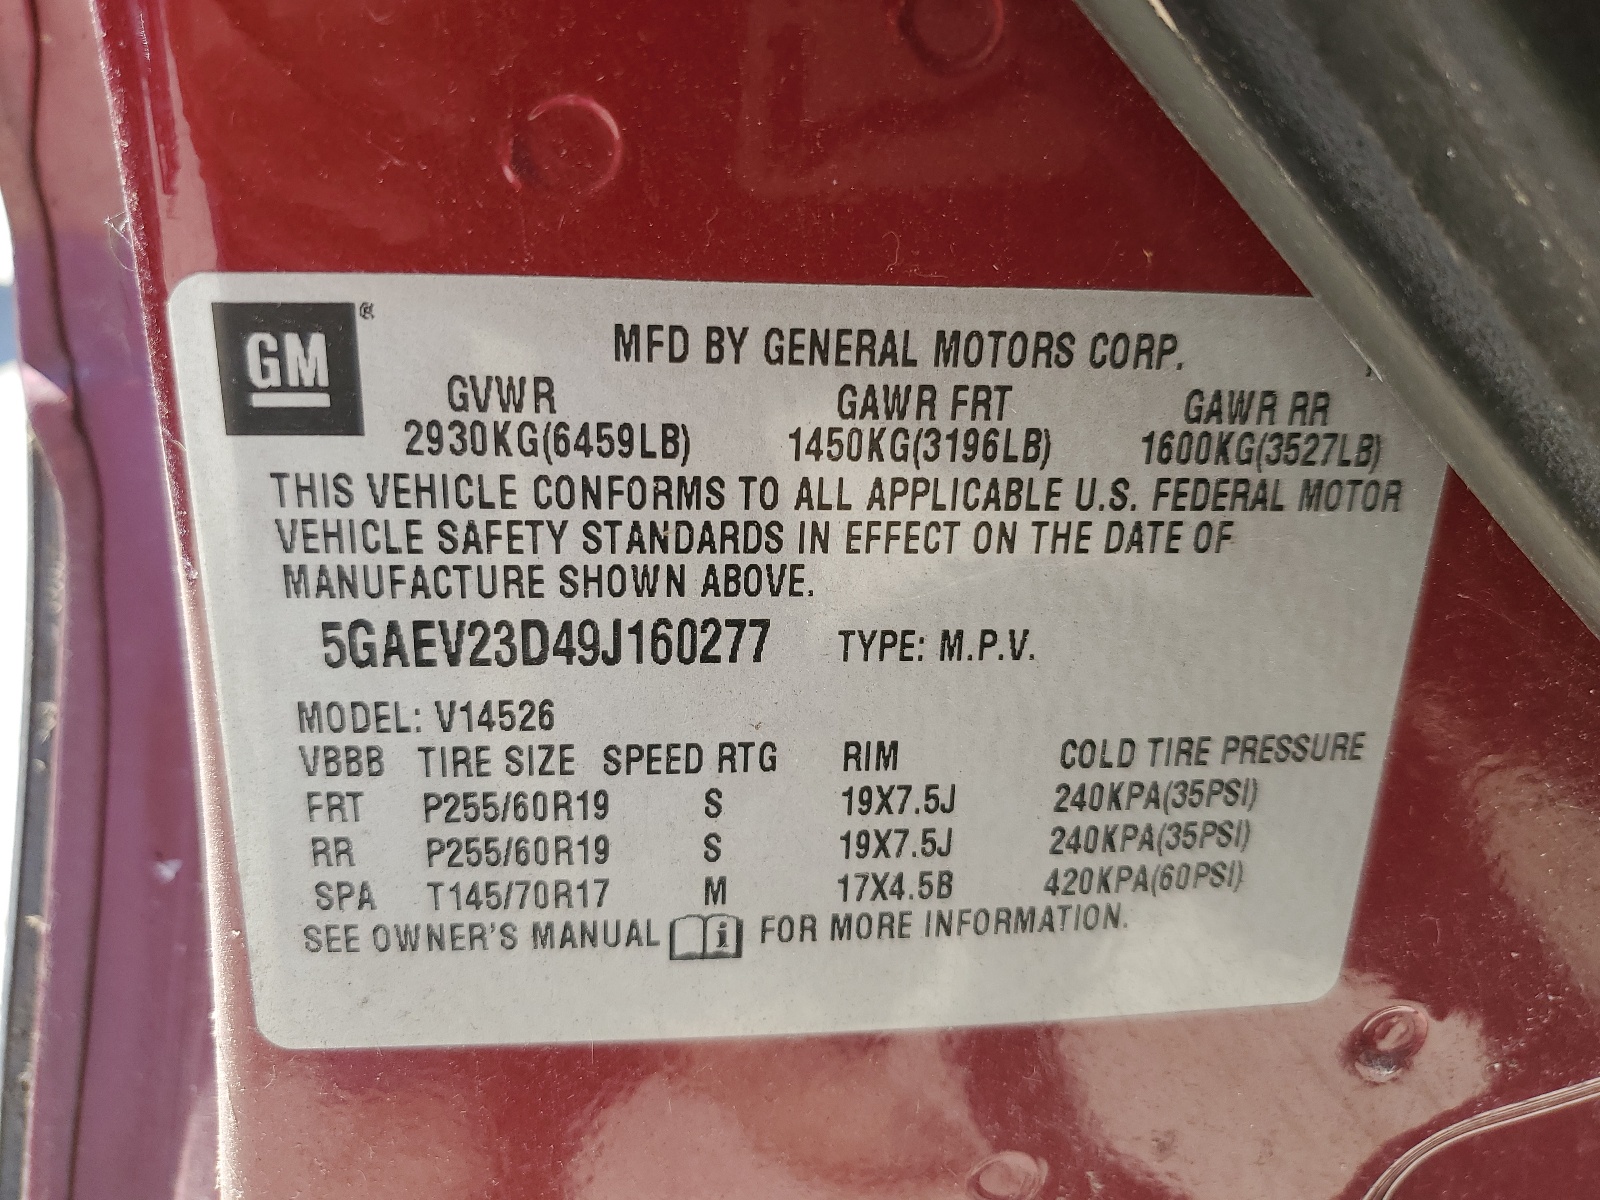 GM ®
MFD BY GENERAL MOTORS CORP.
GVWR GAWR FRT GAWR RR
2930KG(6459LB) 1450KG(3196LB) 1600KG(3527LB)
THIS VEHICLE CONFORMS TO ALL APPLICABLE U.S. FEDERAL MOTOR
VEHICLE SAFETY STANDARDS IN EFFECT ON THE DATE OF
MANUFACTURE SHOWN ABOVE.
5GAEV23D49J160277 TYPE: M.P.V.
MODEL: V14526
VBBB TIRE SIZE SPEED RTG RIM COLD TIRE PRESSURE
FRT P255/60R19 S 19X7.5J 240KPA(35PSI)
RR P255/60R19 S 19X7.5J 240KPA(35PSI)
SPA T145/70R17 M 17X4.5B 420KPA(60PSI)
SEE OWNER'S MANUAL i FOR MORE INFORMATION.